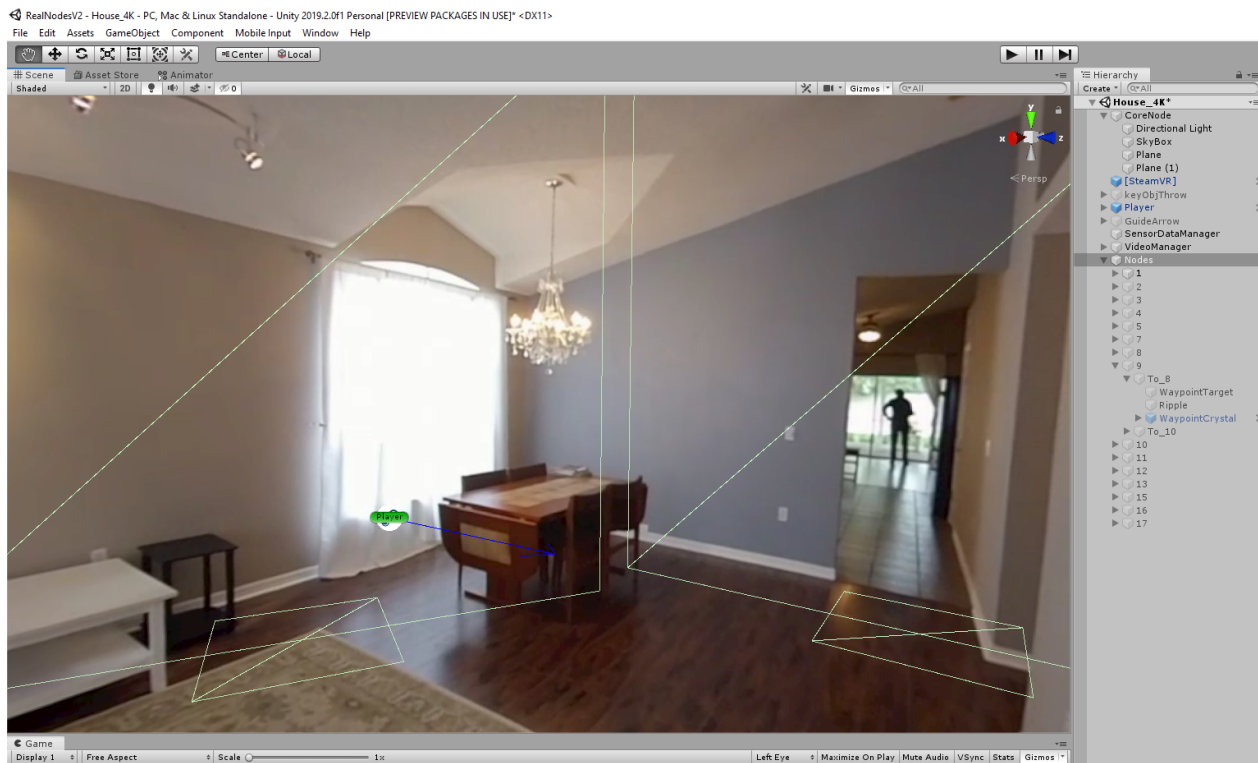 RealNodesV2 - House_4K - PC, Mac & Linux Standalone - Unity 2019.2.0f1 Personal [PREVIEW PACKAGES IN USE]* <DX11>
File Edit Assets GameObject Component Mobile Input Window Help
Center Local
Scene Asset Store Animator
Shaded 2D 0 Gizmos All
Hierarchy
Create All
House_4K*
CoreNode
Directional Light
SkyBox
Plane
Plane (1)
[SteamVR]
keyObjThrow
Player
GuideArrow
SensorDataManager
VideoManager
Nodes
1
2
3
4
5
7
8
9
To_8
WaypointTarget
Ripple
WaypointCrystal
To_10
10
11
12
13
15
16
17
y
x z
Persp
Player
Game
Display 1 Free Aspect Scale 1x Left Eye Maximize On Play Mute Audio VSync Stats Gizmos